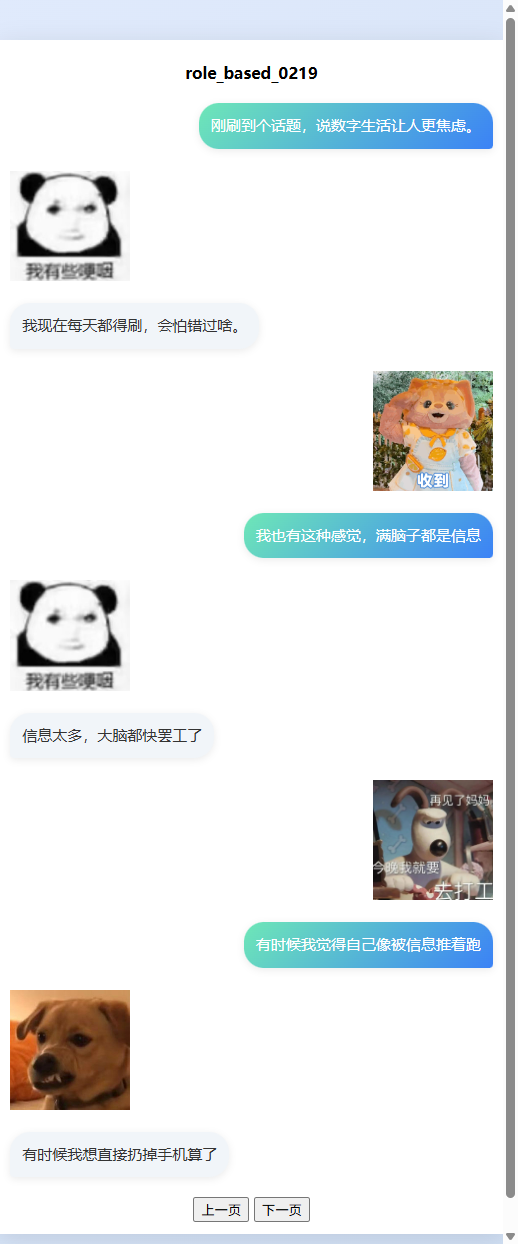 role_based_0219
刚刷到个话题，说数字生活让人更焦虑。
我有些哽咽
我现在每天都得刷，会怕错过啥。
收到
我也有这种感觉，满脑子都是信息
我有些哽咽
信息太多，大脑都快罢工了
再见了妈妈
今晚我就要
去打工
有时候我觉得自己像被信息推着跑
有时候我想直接扔掉手机算了
上一页 下一页